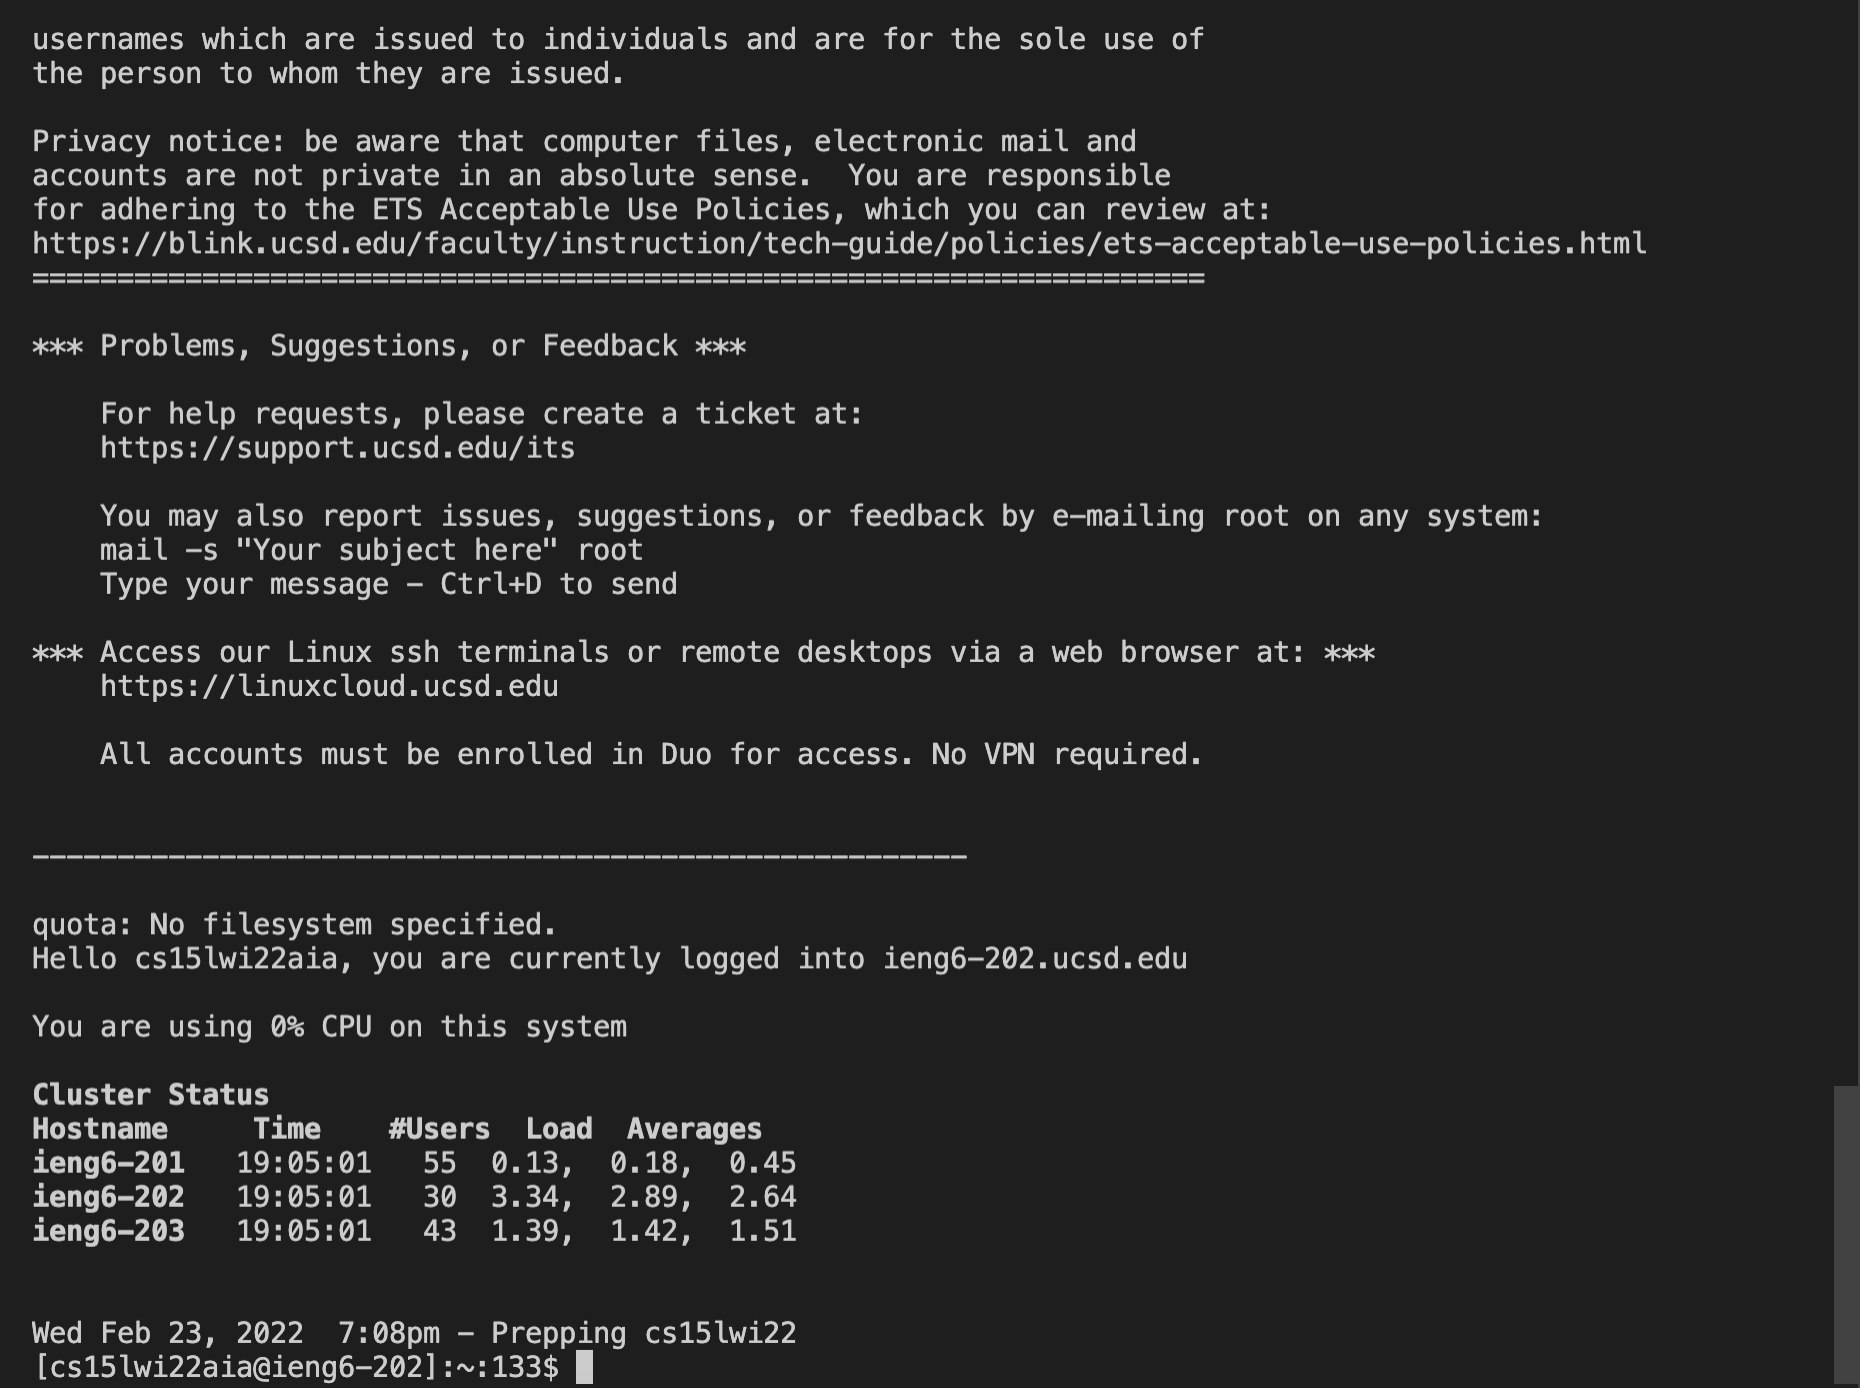 usernames which are issued to individuals and are for the sole use of
the person to whom they are issued.
Privacy notice: be aware that computer files, electronic mail and
accounts are not private in an absolute sense.  You are responsible
for adhering to the ETS Acceptable Use Policies, which you can review at:
https://blink.ucsd.edu/faculty/instruction/tech-guide/policies/ets-acceptable-use-policies.html
=====================================================================
*** Problems, Suggestions, or Feedback ***
    For help requests, please create a ticket at:
    https://support.ucsd.edu/its
    You may also report issues, suggestions, or feedback by e-mailing root on any system:
    mail -s "Your subject here" root
    Type your message - Ctrl+D to send
*** Access our Linux ssh terminals or remote desktops via a web browser at: ***
    https://linuxcloud.ucsd.edu
    All accounts must be enrolled in Duo for access. No VPN required.
-------------------------------------------------------
quota: No filesystem specified.
Hello cs15lwi22aia, you are currently logged into ieng6-202.ucsd.edu
You are using 0% CPU on this system
Cluster Status
Hostname     Time    #Users  Load  Averages
ieng6-201   19:05:01   55  0.13,  0.18,  0.45
ieng6-202   19:05:01   30  3.34,  2.89,  2.64
ieng6-203   19:05:01   43  1.39,  1.42,  1.51
Wed Feb 23, 2022  7:08pm - Prepping cs15lwi22
[cs15lwi22aia@ieng6-202]:~:133$